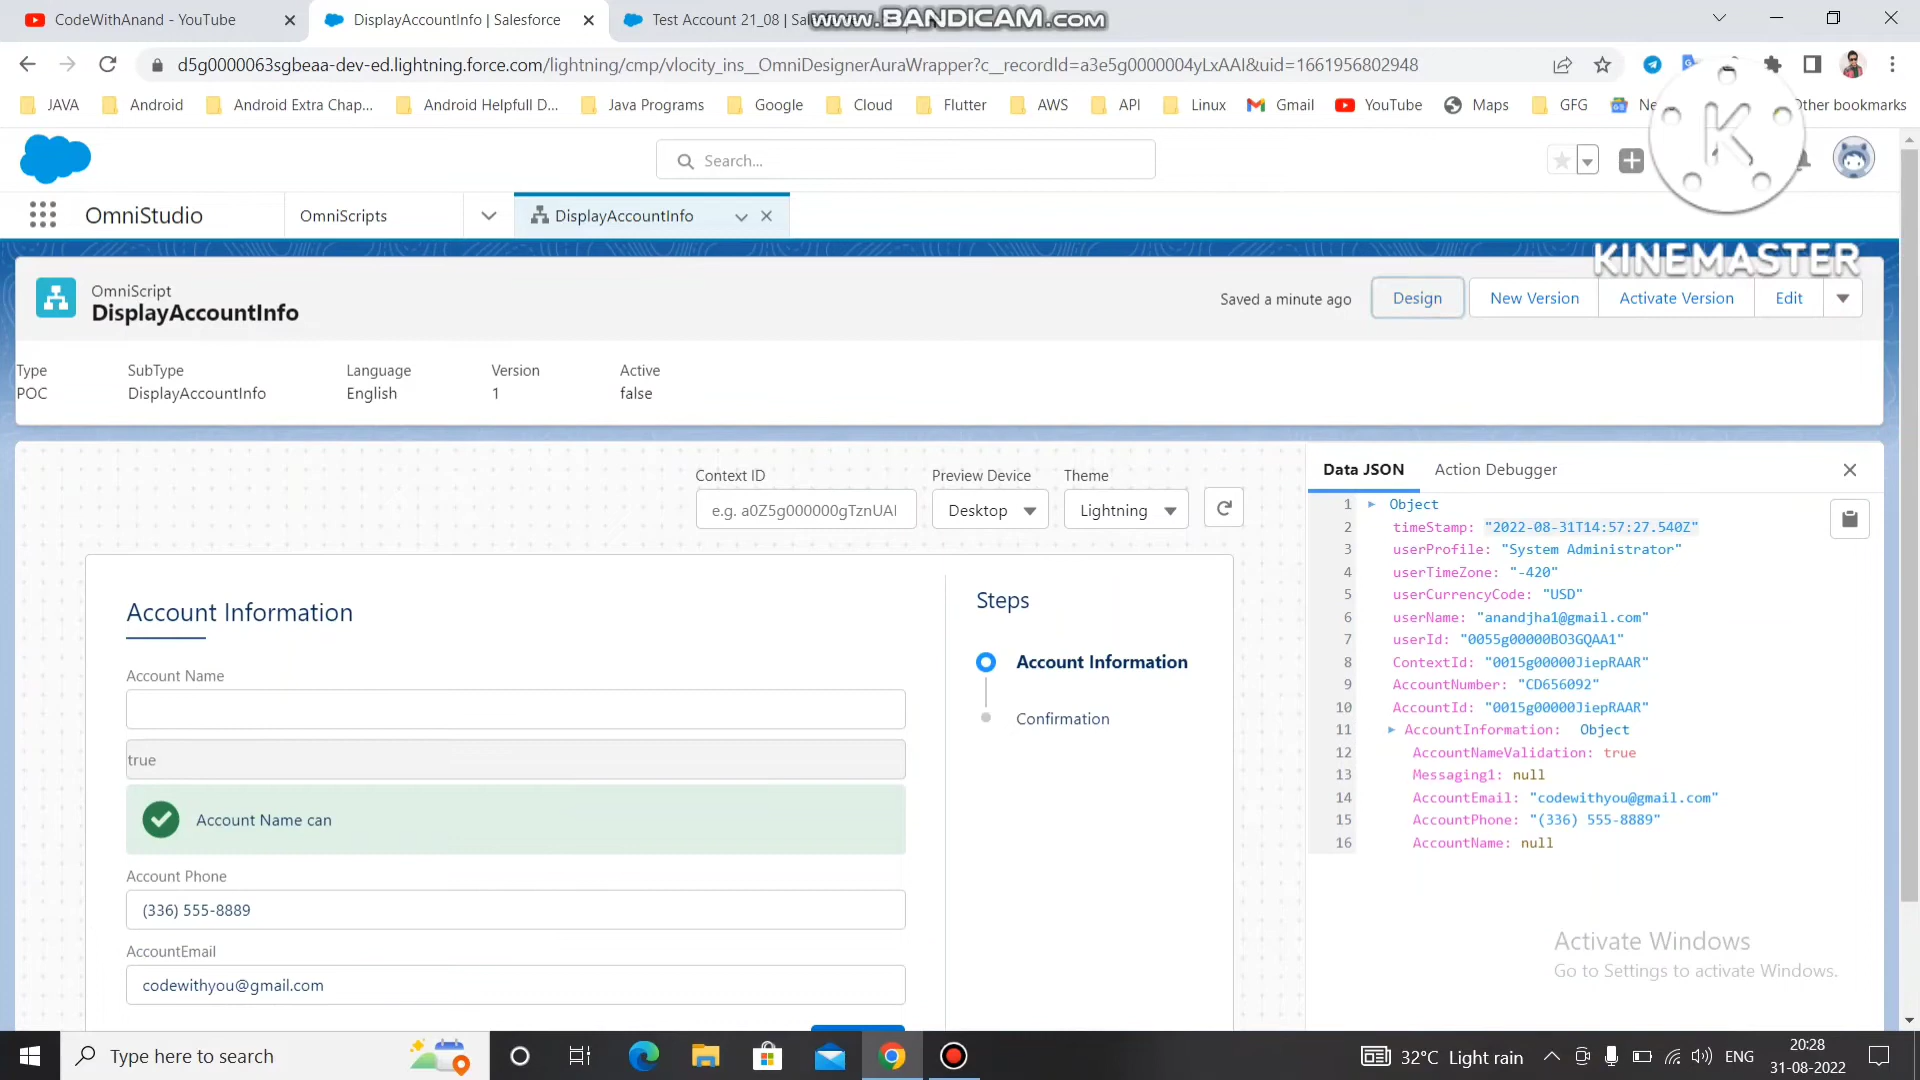 CodeWithAnand - YouTube
DisplayAccountInfo | Salesforce
Test Account 21_08 |
www.BANDICAM.com
d5g0000063sgbeaa-dev-ed.lightning.force.com/lightning/cmp/vlocity_ins__OmniDesignerAuraWrapper?c__recordId=a3e5g0000004yLxAAI&uid=1661956802948
JAVA
Android
Android Extra Chap...
Android Helpfull D...
Java Programs
Google
Cloud
Flutter
AWS
API
Linux
Gmail
YouTube
Maps
GFG
Other bookmarks
K
KINEMASTER
Search...
OmniStudio
OmniScripts
DisplayAccountInfo
OmniScript
DisplayAccountInfo
Saved a minute ago
Design
New Version
Activate Version
Edit
Type
SubType
Language
Version
Active
POC
DisplayAccountInfo
English
1
false
Context ID
Preview Device
Theme
e.g. a0Z5g000000gTznUAI
Desktop
Lightning
Account Information
Account Name
true
Account Name can
Account Phone
(336) 555-8889
AccountEmail
codewithyou@gmail.com
Steps
Account Information
Confirmation
Data JSON
Action Debugger
1 Object
2 timeStamp: "2022-08-31T14:57:27.540Z"
3 userProfile: "System Administrator"
4 userTimeZone: "-420"
5 userCurrencyCode: "USD"
6 userName: "anandjha1@gmail.com"
7 userId: "0055g00000BO3GQAA1"
8 ContextId: "0015g00000JiepRAAR"
9 AccountNumber: "CD656092"
10 AccountId: "0015g00000JiepRAAR"
11 AccountInformation: Object
12 AccountNameValidation: true
13 Messaging1: null
14 AccountEmail: "codewithyou@gmail.com"
15 AccountPhone: "(336) 555-8889"
16 AccountName: null
Activate Windows
Go to Settings to activate Windows.
Type here to search
32°C Light rain
ENG
20:28
31-08-2022